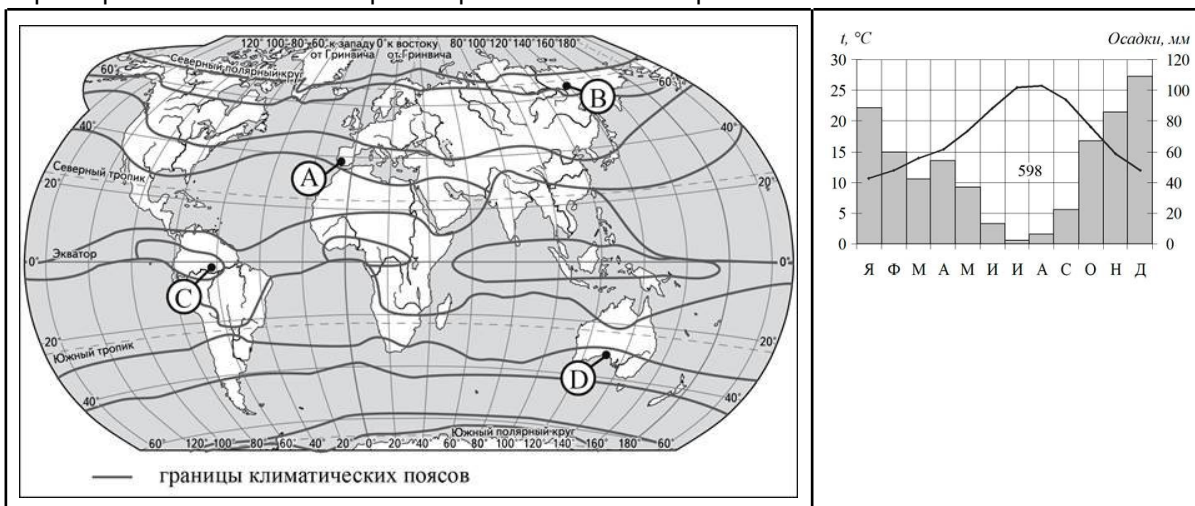 120° 100° 80° 60° к западу 0° к востоку 80° 100° 120° 140° 160° 180°
от Гринвича от Гринвича
Северный полярный круг
60° 60°
B
40° 40°
A
Северный тропик
20° 20°
Экватор
0° 0°
C
20° 20°
Южный тропик
D
40° 40°
Южный полярный круг
60° 120° 100° 80° 60° 40° 20° 0° 20° 40° 60° 80° 100° 120° 140° 160° 180° 60°
границы климатических поясов
t, °C Осадки, мм
30 120
25 100
20 80
15 60
598
10 40
5 20
0 0
Я Ф М А М И И А С О Н Д